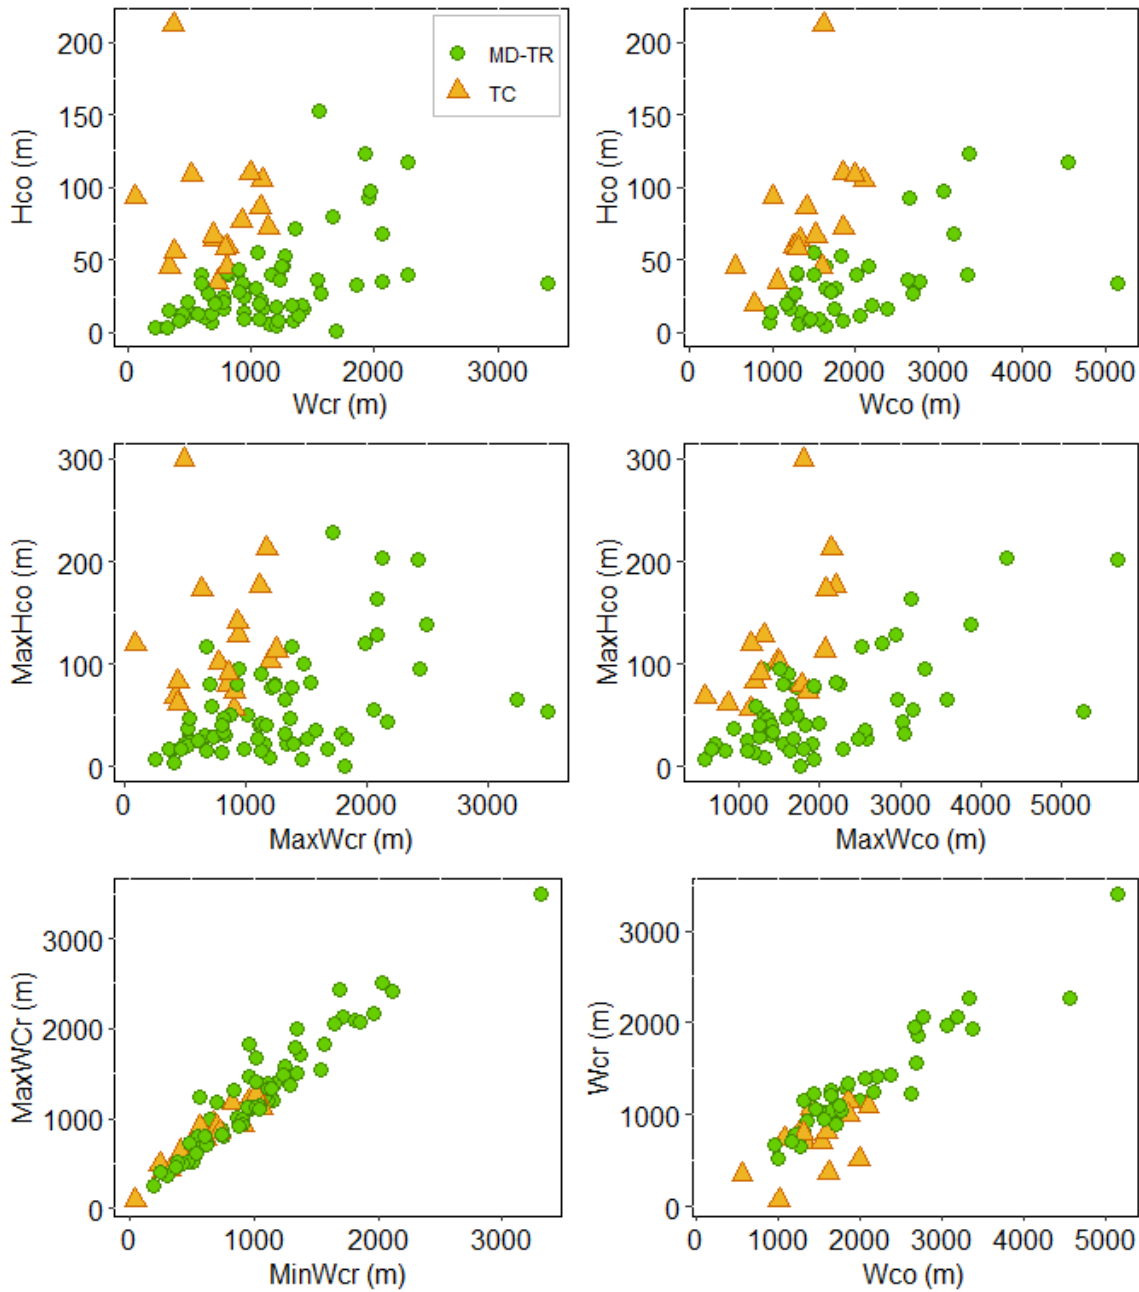 200
150
100
50
0
Hco (m)
0 1000 2000 3000
Wcr (m)
MD-TR
TC
200
150
100
50
0
Hco (m)
1000 2000 3000 4000 5000
Wco (m)
300
200
100
0
MaxHco (m)
0 1000 2000 3000
MaxWcr (m)
300
200
100
0
MaxHco (m)
1000 2000 3000 4000 5000
MaxWco (m)
3000
2000
1000
0
MaxWCr (m)
0 1000 2000 3000
MinWcr (m)
3000
2000
1000
0
Wcr (m)
0 1000 2000 3000 4000 5000
Wco (m)